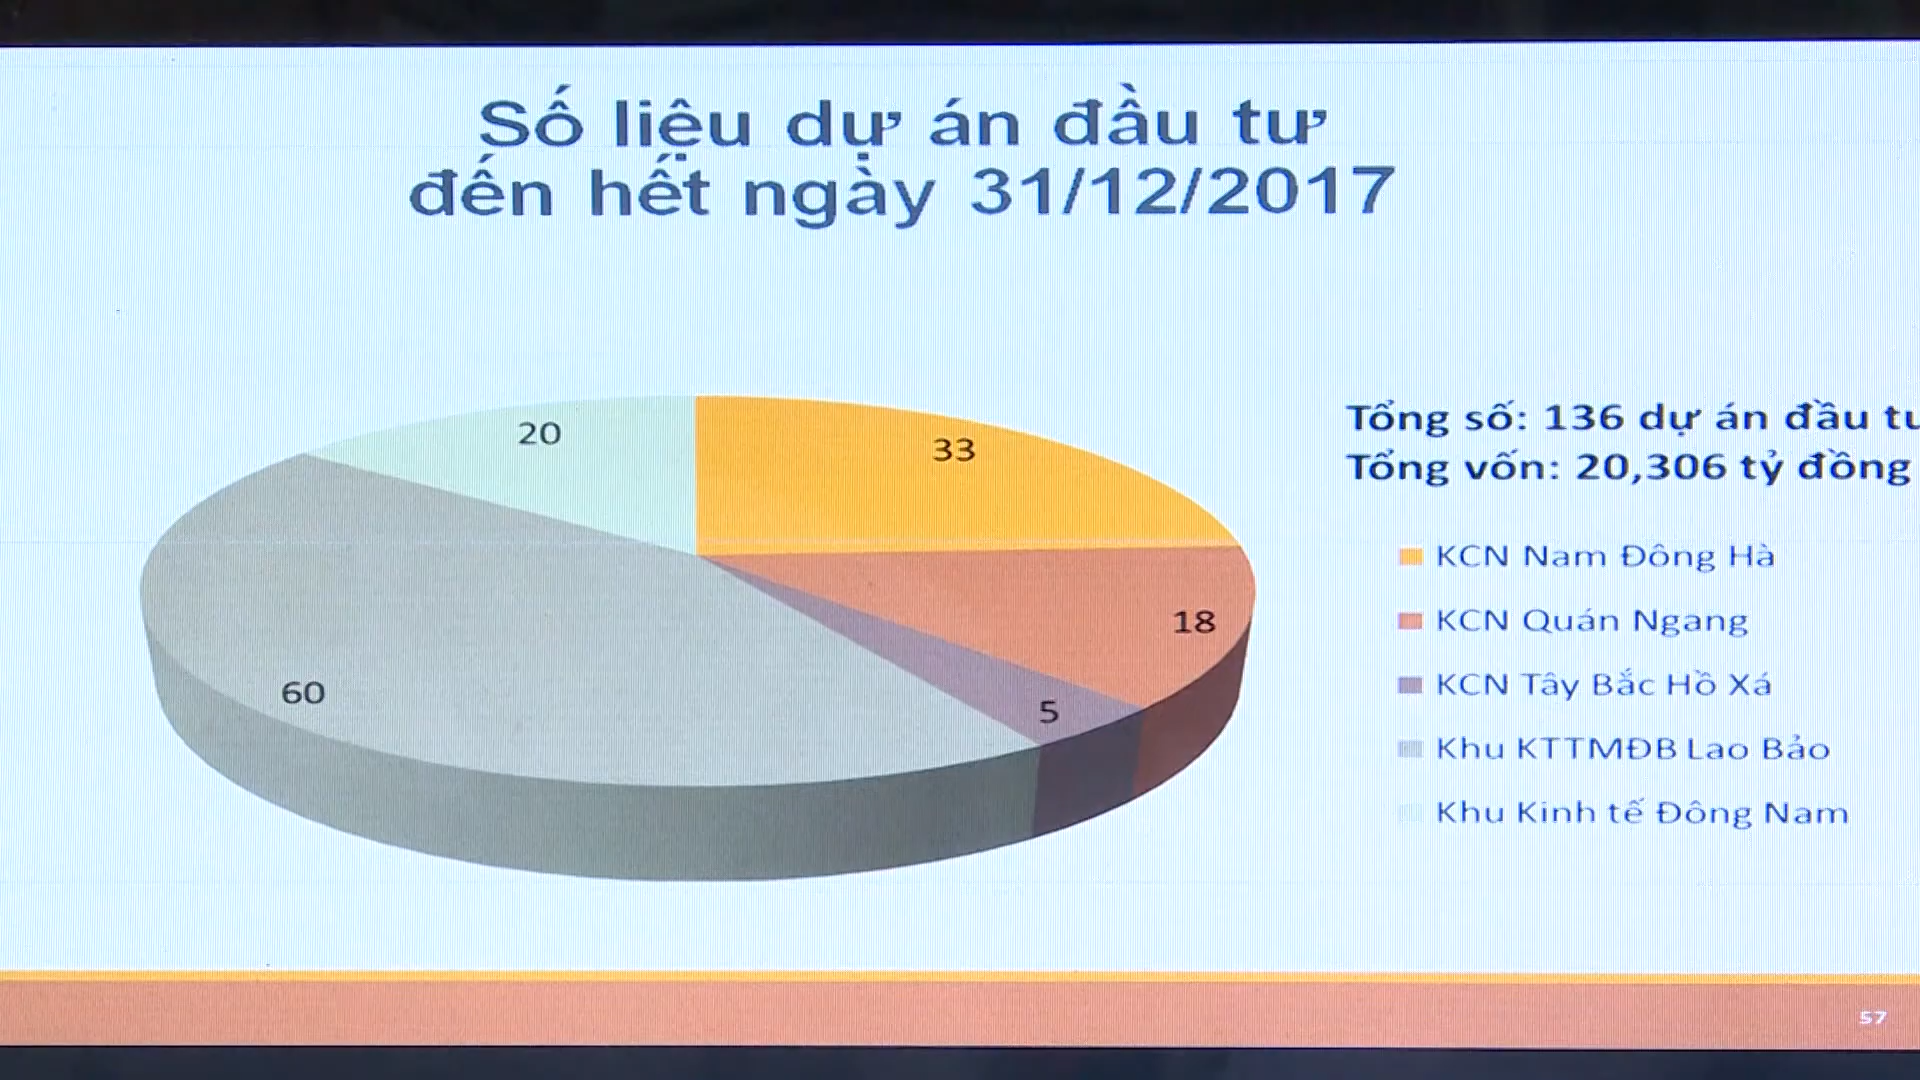 Số liệu dự án đầu tư
đến hết ngày 31/12/2017
20
33
18
5
60
Tổng số: 136 dự án đầu tư
Tổng vốn: 20,306 tỷ đồng
KCN Nam Đông Hà
KCN Quán Ngang
KCN Tây Bắc Hồ Xá
Khu KTTMĐB Lao Bảo
Khu Kinh tế Đông Nam
57